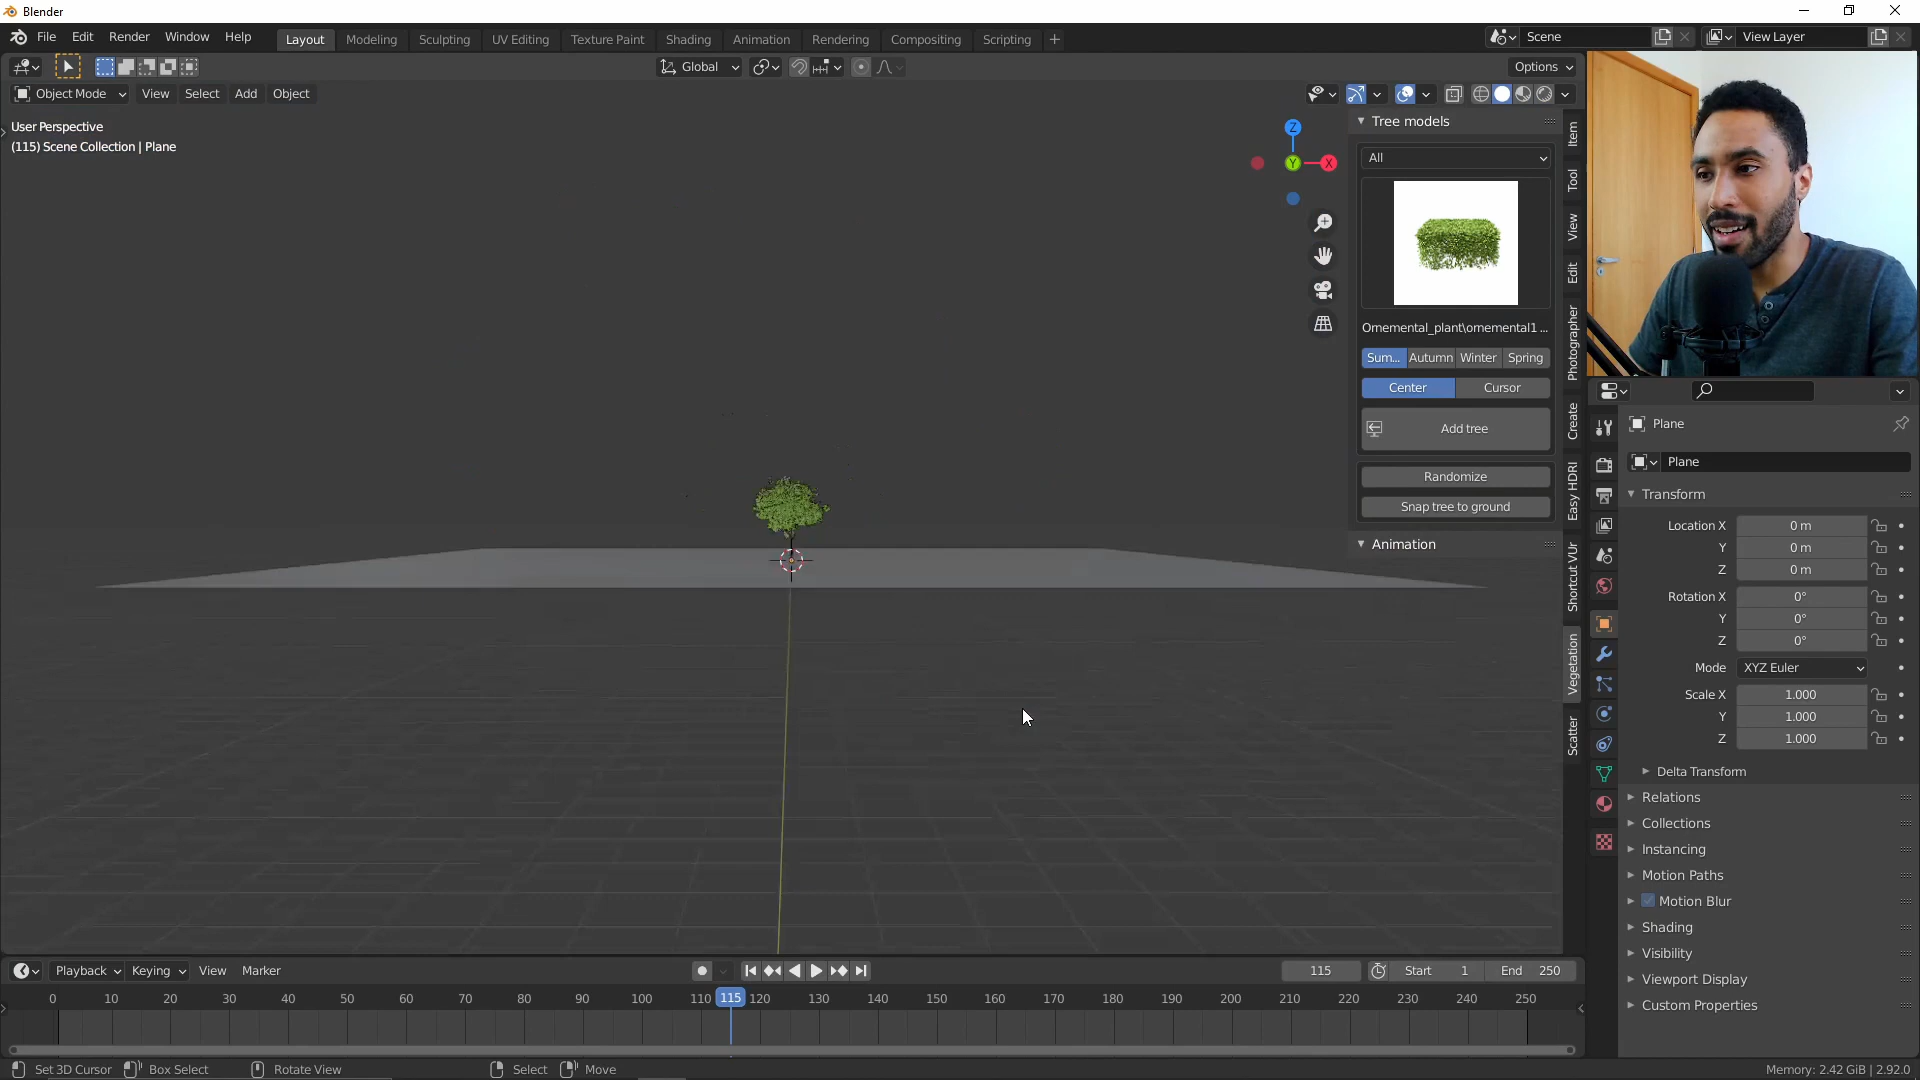 Blender
File Edit Render Window Help Layout Modeling Sculpting UV Editing Texture Paint Shading Animation Rendering Compositing Scripting + Scene View Layer
Global Options
Object Mode View Select Add Object
User Perspective
(115) Scene Collection | Plane
Z
Y
X
Tree models
All
Ornemental_plant\ornemental1 ...
Sum... Autumn Winter Spring
Center Cursor
Add tree
Randomize
Snap tree to ground
Animation
Item
Tool
View
Edit
Photographer
Create
Easy HDRI
Shortcut VUr
Vegetation
Scatter
Plane
Plane
Transform
Location X 0 m
Y 0 m
Z 0 m
Rotation X 0°
Y 0°
Z 0°
Mode XYZ Euler
Scale X 1.000
Y 1.000
Z 1.000
Delta Transform
Relations
Collections
Instancing
Motion Paths
Motion Blur
Shading
Visibility
Viewport Display
Custom Properties
Playback Keying View Marker 115 Start 1 End 250
0 10 20 30 40 50 60 70 80 90 100 110 115 120 130 140 150 160 170 180 190 200 210 220 230 240 250
Set 3D Cursor Box Select Rotate View Select Move Memory: 2.42 GiB | 2.92.0